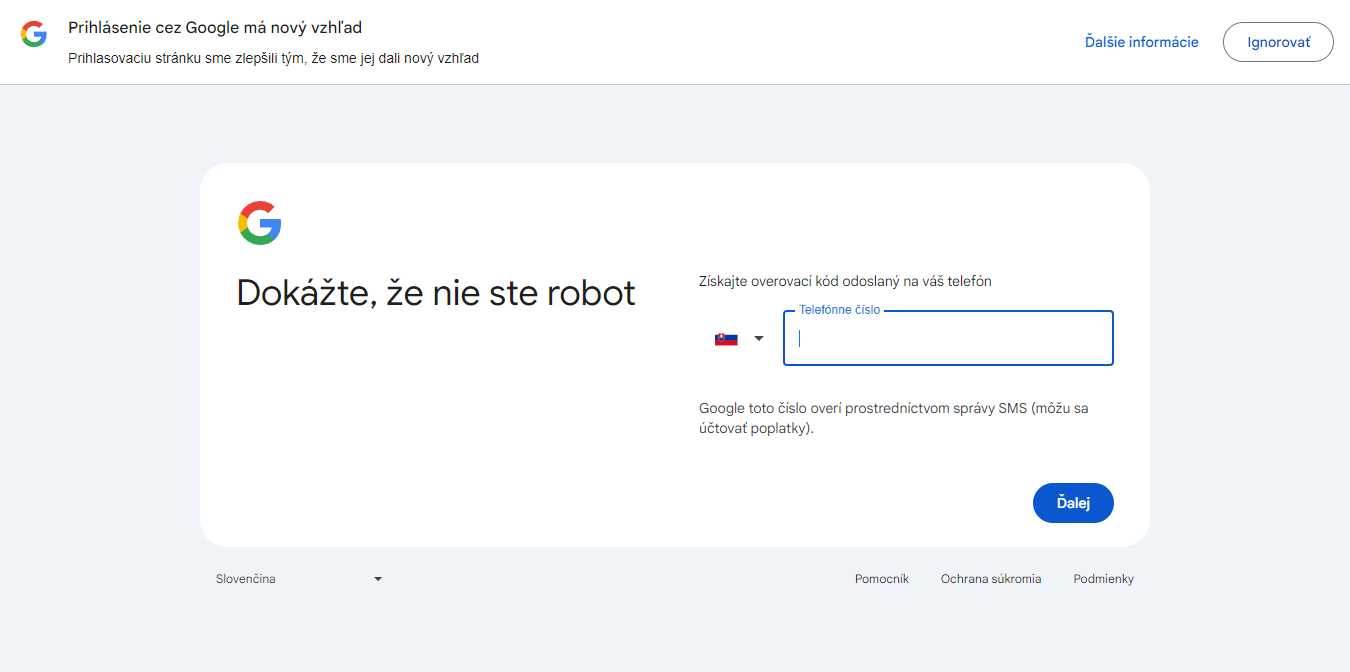 Prihlásenie cez Google má nový vzhľad
Prihlasovaciu stránku sme zlepšili tým, že sme jej dali nový vzhľad
Ďalšie informácie
Ignorovať
Dokážte, že nie ste robot
Získajte overovací kód odoslaný na váš telefón
Telefónne číslo
Google toto číslo overí prostredníctvom správy SMS (môžu sa
účtovať poplatky).
Ďalej
Slovenčina
Pomocník
Ochrana súkromia
Podmienky